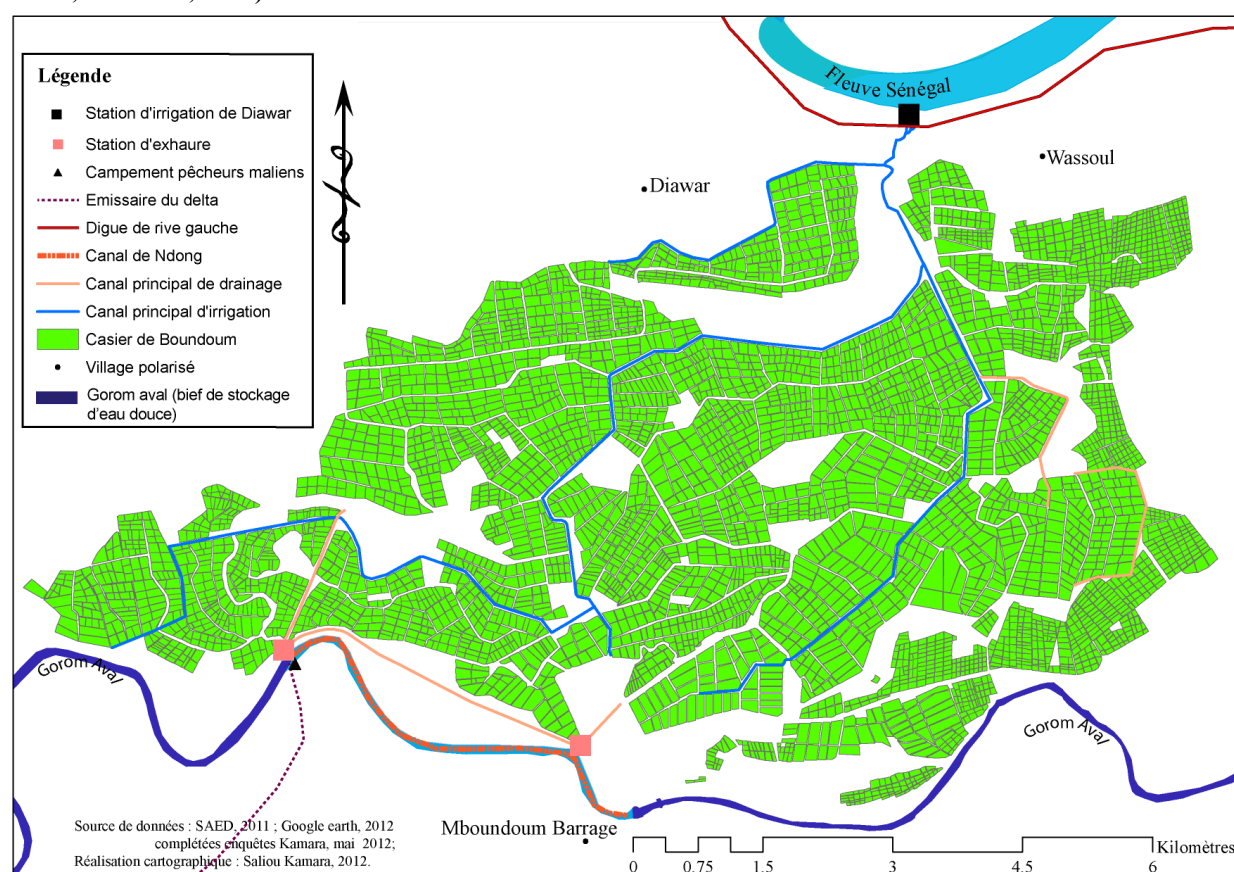 Légende
Station d'irrigation de Diawar
Station d'exhaure
Campement pêcheurs maliens
Emissaire du delta
Digue de rive gauche
Canal de Ndong
Canal principal de drainage
Canal principal d'irrigation
Casier de Boundoum
Village polarisé
Gorom aval (bief de stockage
d'eau douce)
Fleuve Sénégal
Wassoul
Diawar
Gorom Aval
Gorom Aval
Mboundoum Barrage
Source de données : SAED, 2011 ; Google earth, 2012
complétées enquêtes Kamara, mai 2012;
Réalisation cartographique : Saliou Kamara, 2012.
Kilomètres
0 0.75 1.5 3 4.5 6